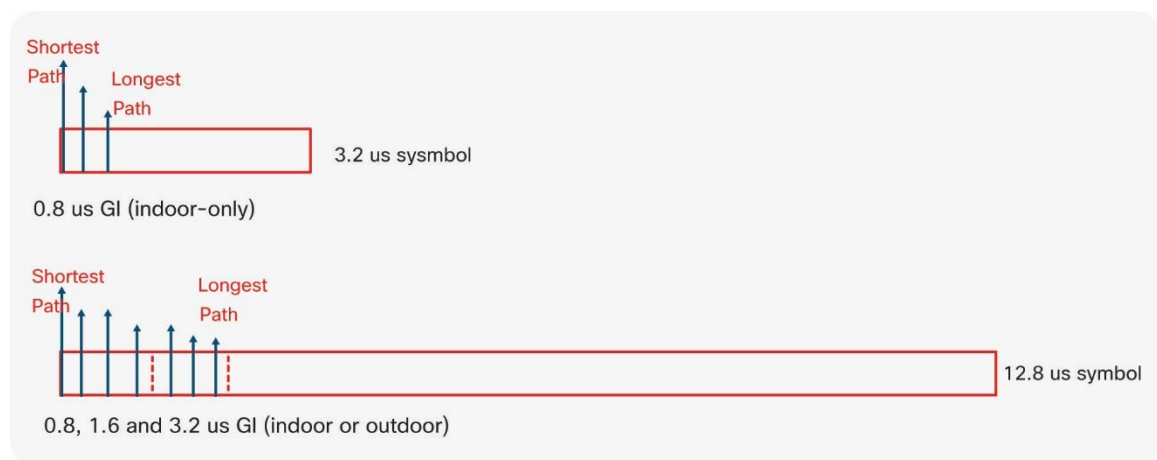 Shortest
Path
Longest
Path
3.2 us sysmbol
0.8 us GI (indoor-only)
Shortest
Path
Longest
Path
12.8 us symbol
0.8, 1.6 and 3.2 us GI (indoor or outdoor)